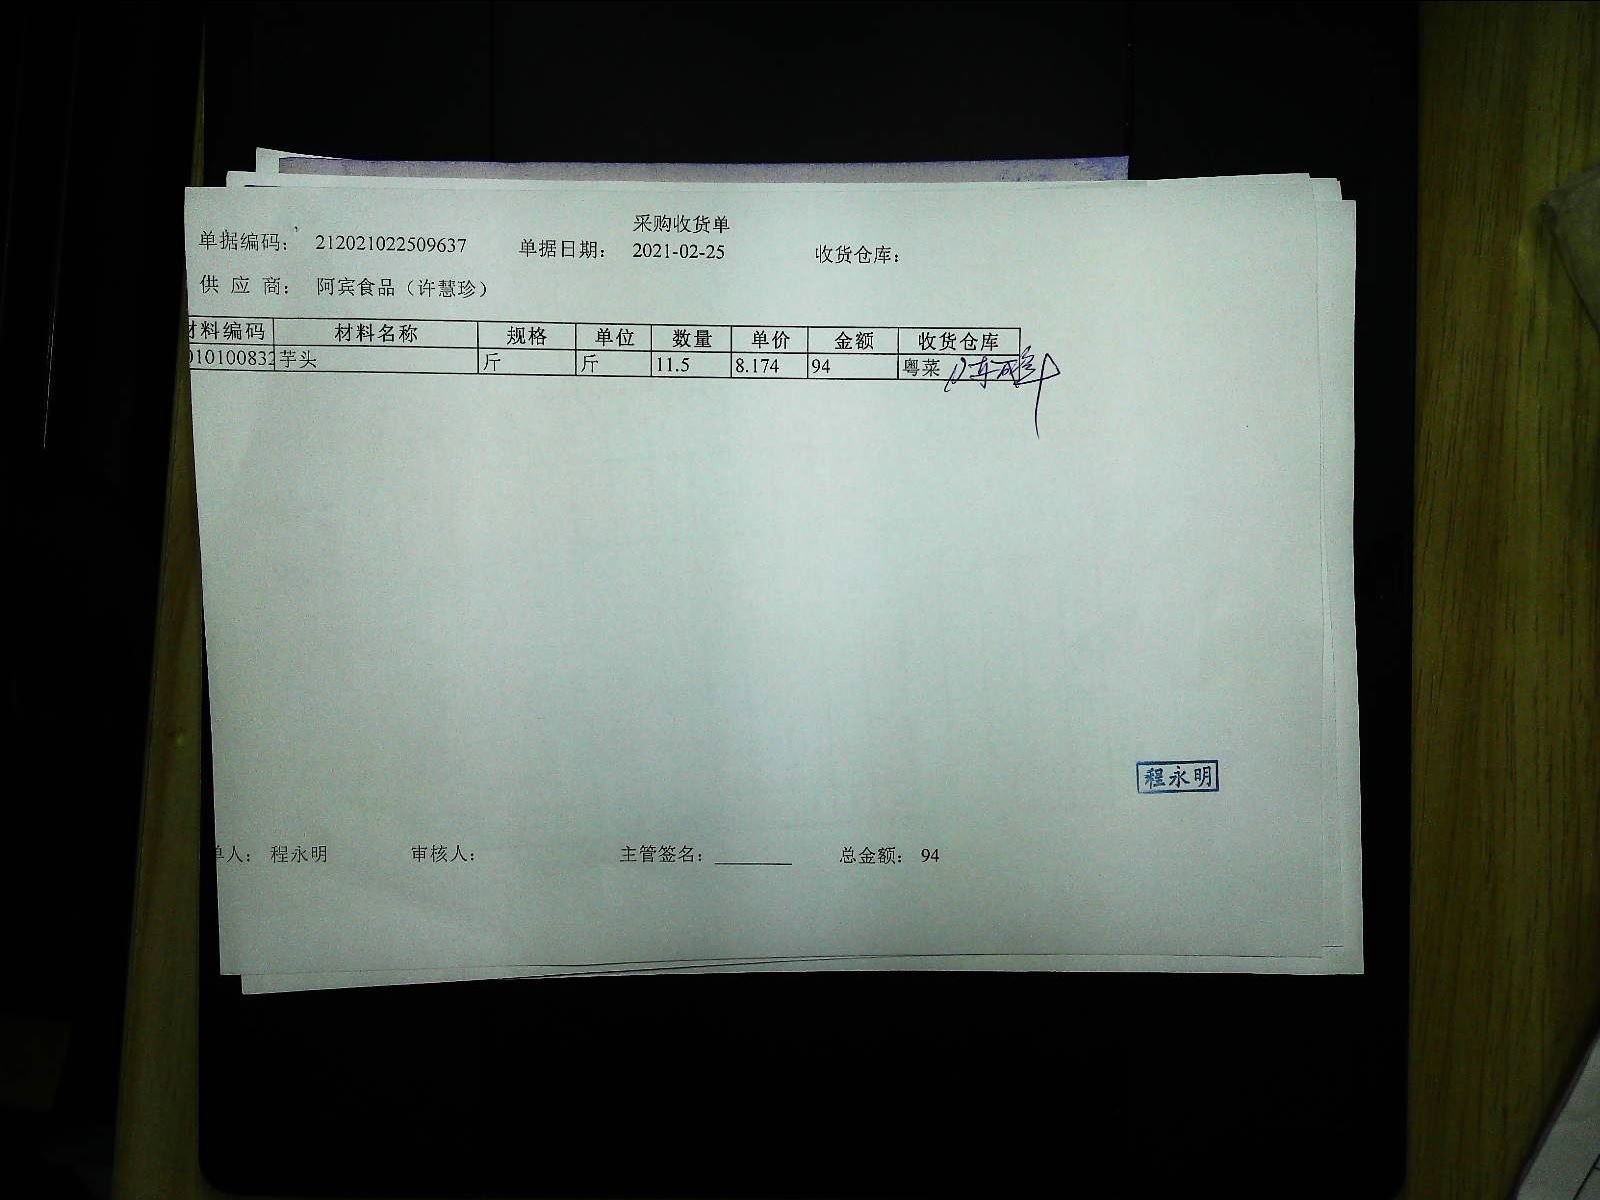 采购收货单
单据编码： 212021022509637 单据日期： 2021-02-25 收货仓库：
供 应 商： 阿宾食品（许慧珍）
材料编码 材料名称 规格 单位 数量 单价 金额 收货仓库
010100832 芋头 斤 斤 11.5 8.174 94 粤菜
程永明
单人： 程永明 审核人： 主管签名： 总金额： 94